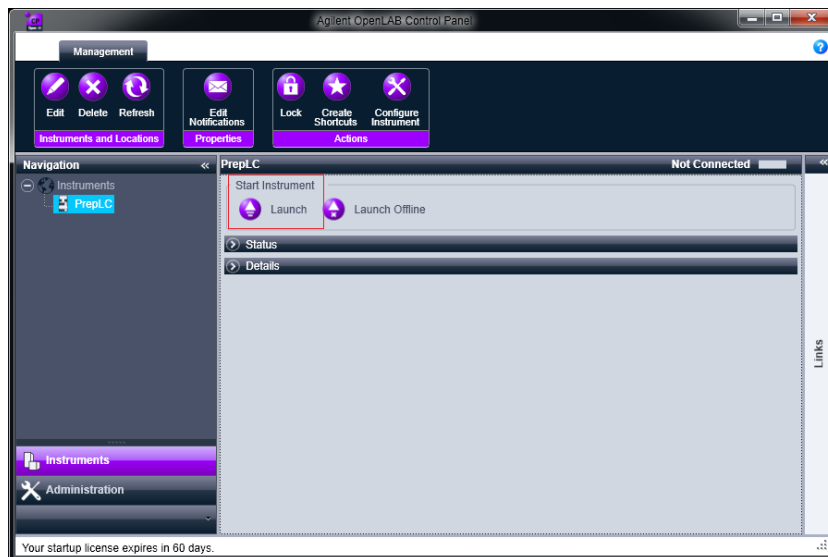 CP
Agilent OpenLAB Control Panel
Management
?
Edit Delete Refresh
Instruments and Locations
Edit
Notifications
Properties
Lock Create
Shortcuts Configure
Instrument
Actions
Navigation «
PrepLC Not Connected
«
Instruments
PrepLC
Start Instrument
Launch Launch Offline
Status
Details
Links
Instruments
Administration
Your startup license expires in 60 days.